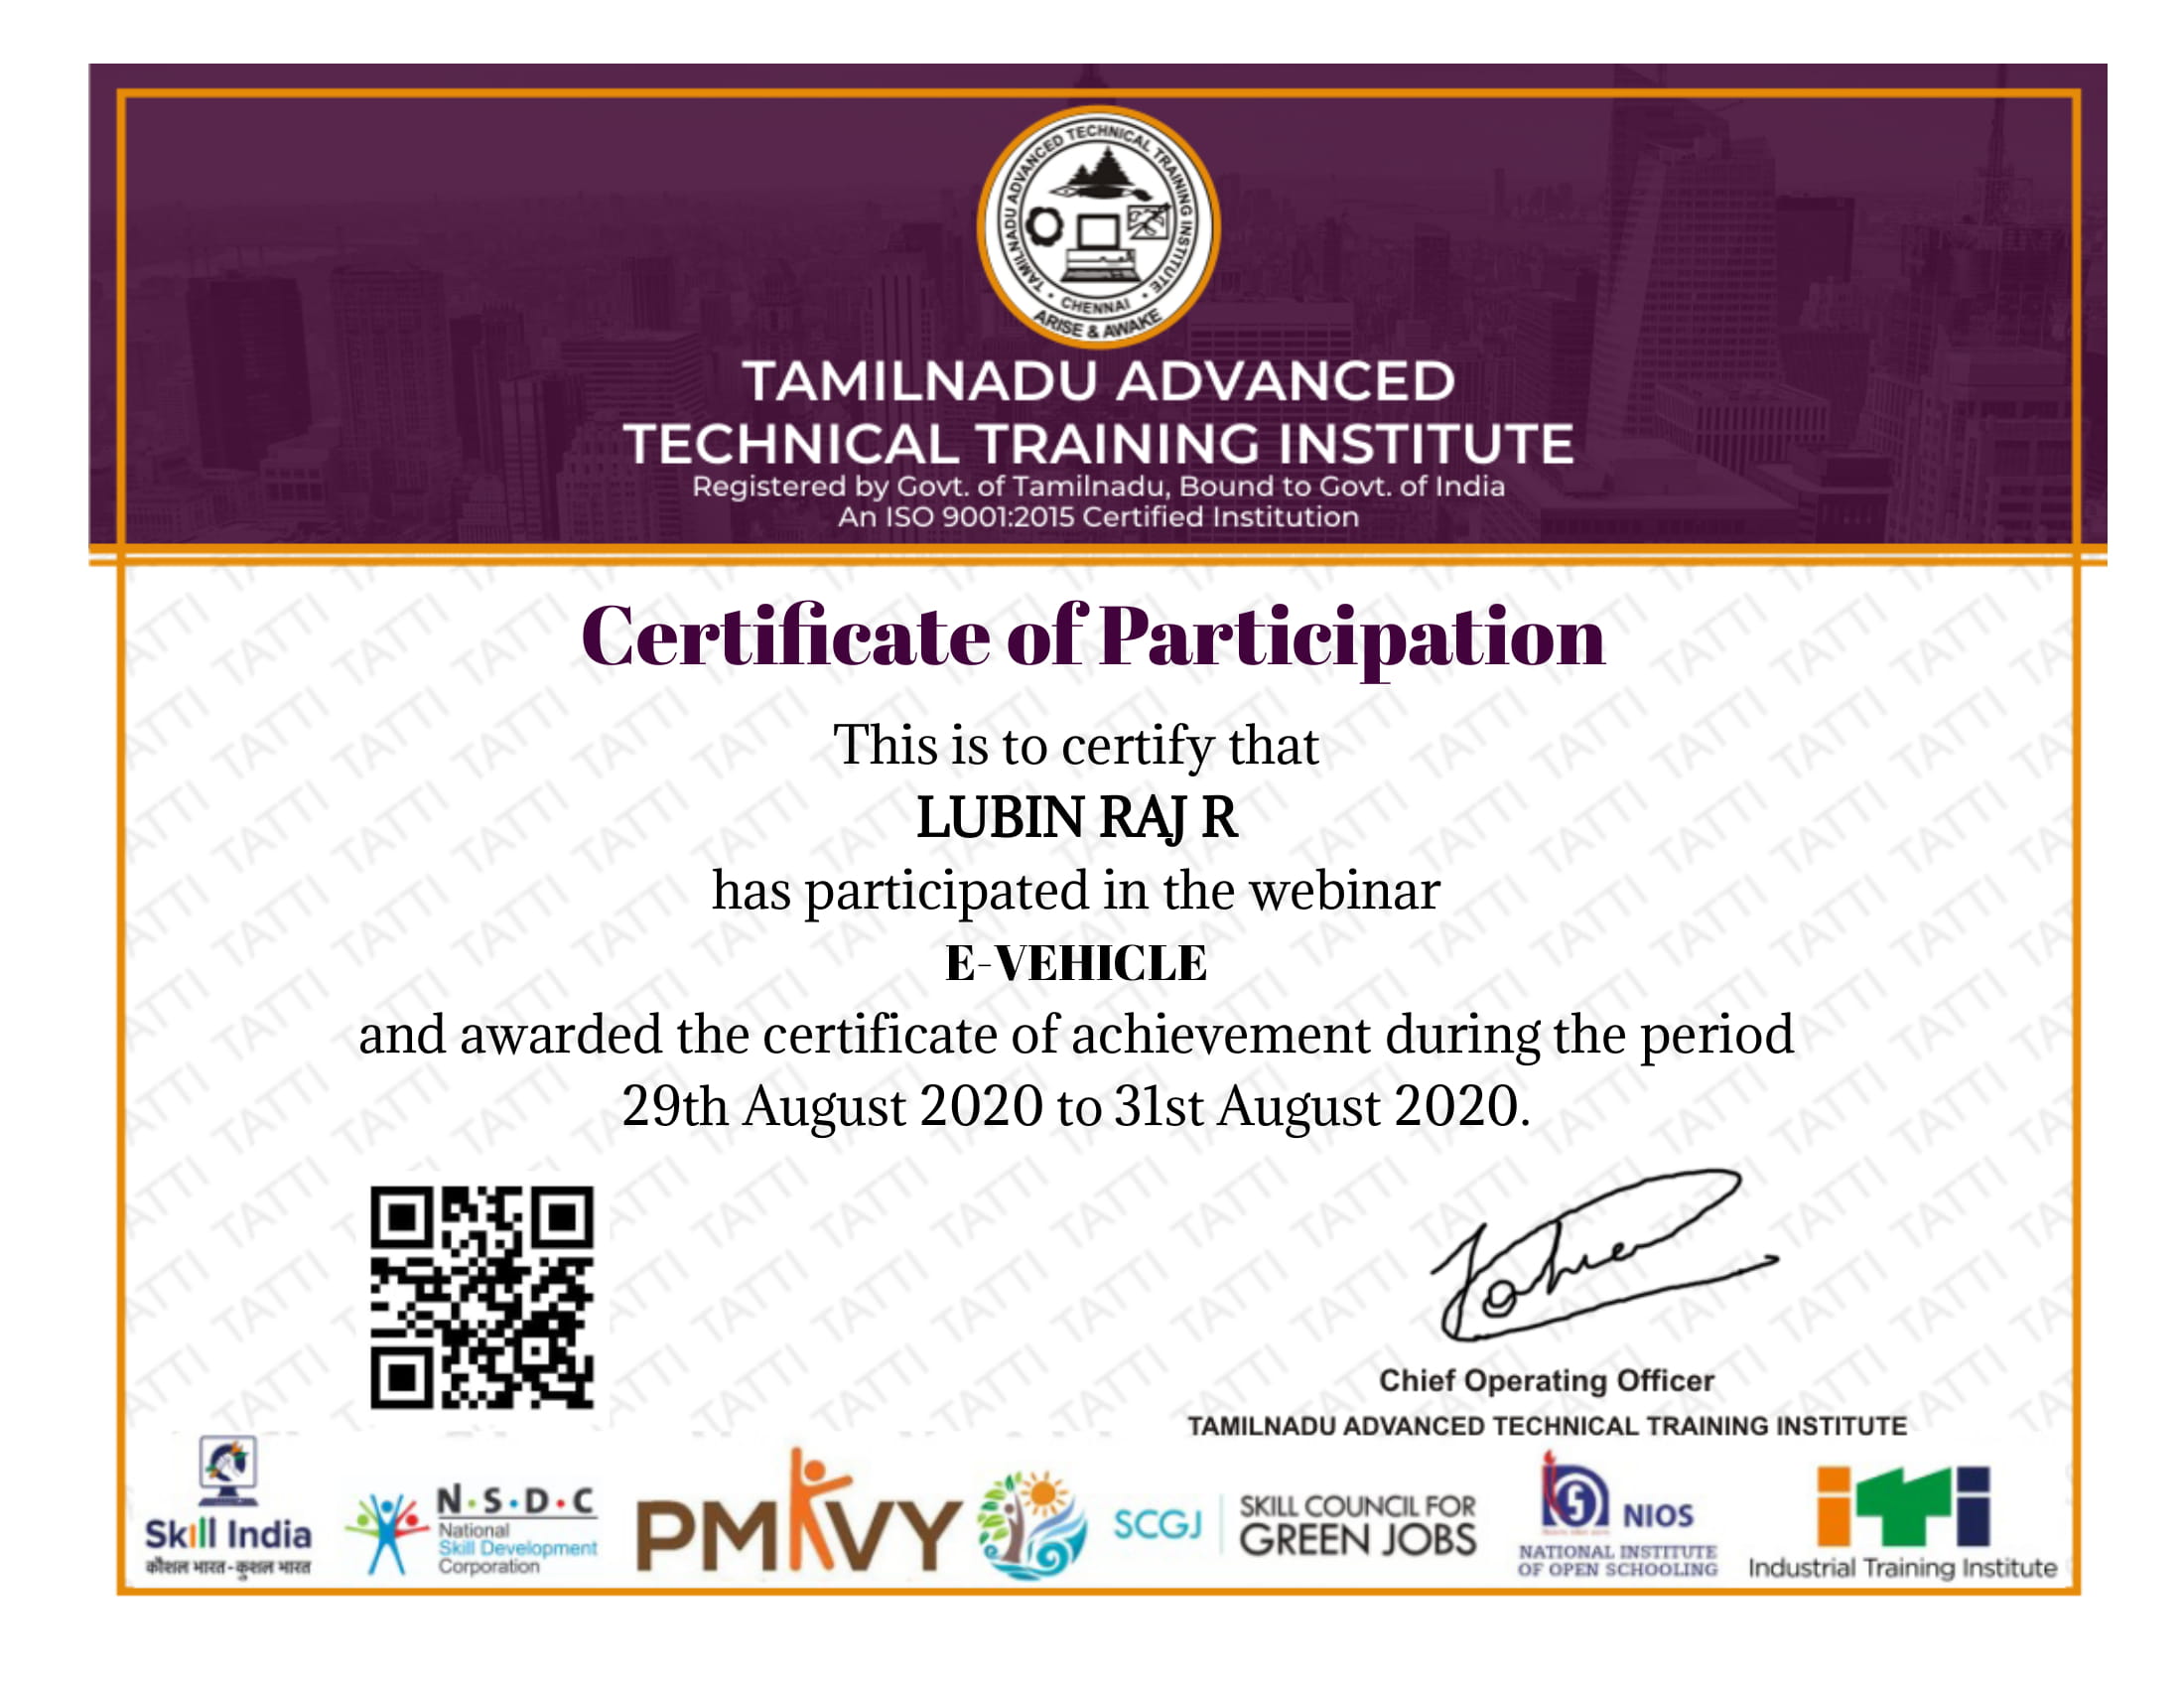 TAMILNADU ADVANCED TECHNICAL TRAINING INSTITUTE
• CHENNAI •
ARISE & AWAKE
TAMILNADU ADVANCED
TECHNICAL TRAINING INSTITUTE
Registered by Govt. of Tamilnadu, Bound to Govt. of India
An ISO 9001:2015 Certified Institution
Certificate of Participation
This is to certify that
LUBIN RAJ R
has participated in the webinar
E-VEHICLE
and awarded the certificate of achievement during the period
29th August 2020 to 31st August 2020.
Chief Operating Officer
TAMILNADU ADVANCED TECHNICAL TRAINING INSTITUTE
Skill India
कौशल भारत-कुशल भारत
N·S·D·C
National
Skill Development
Corporation
PMKVY
SCGJ
SKILL COUNCIL FOR
GREEN JOBS
NIOS
NATIONAL INSTITUTE
OF OPEN SCHOOLING
iTi
Industrial Training Institute
TATTI